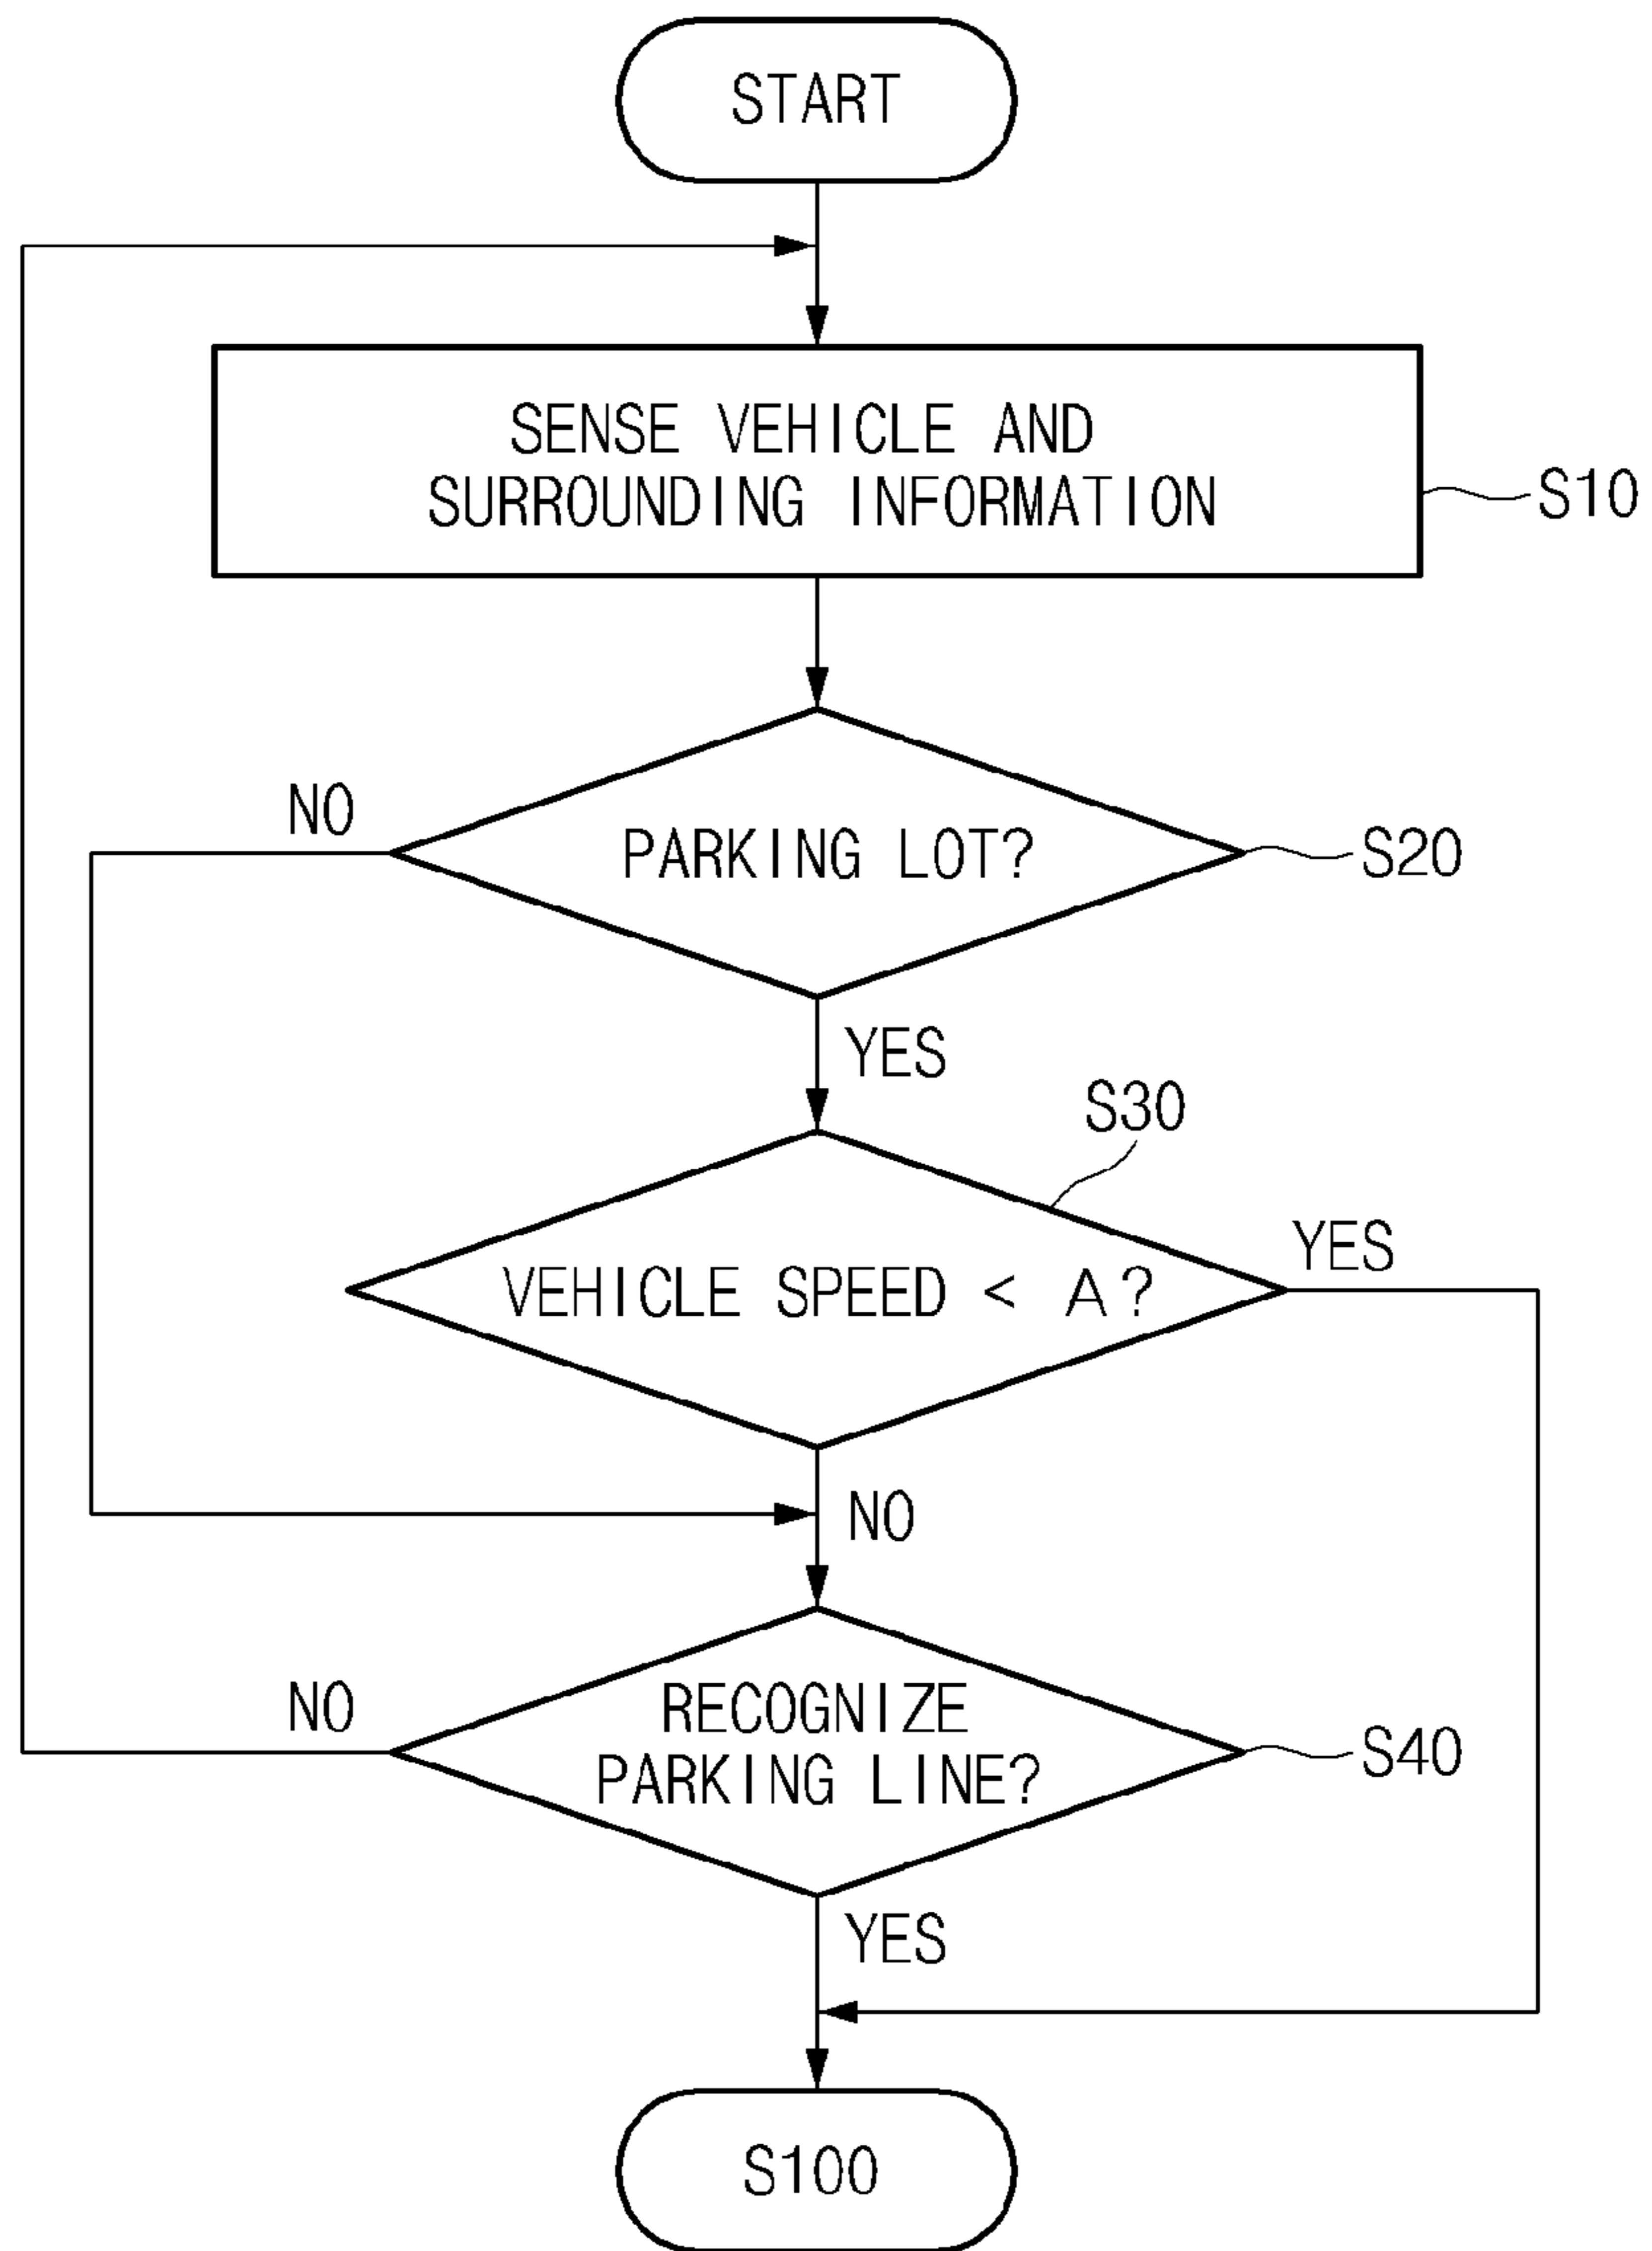 START
SENSE VEHICLE AND
SURROUNDING INFORMATION
S10
NO
PARKING LOT?
S20
YES
S30
VEHICLE SPEED < A?
YES
NO
NO
RECOGNIZE
PARKING LINE?
S40
YES
S100